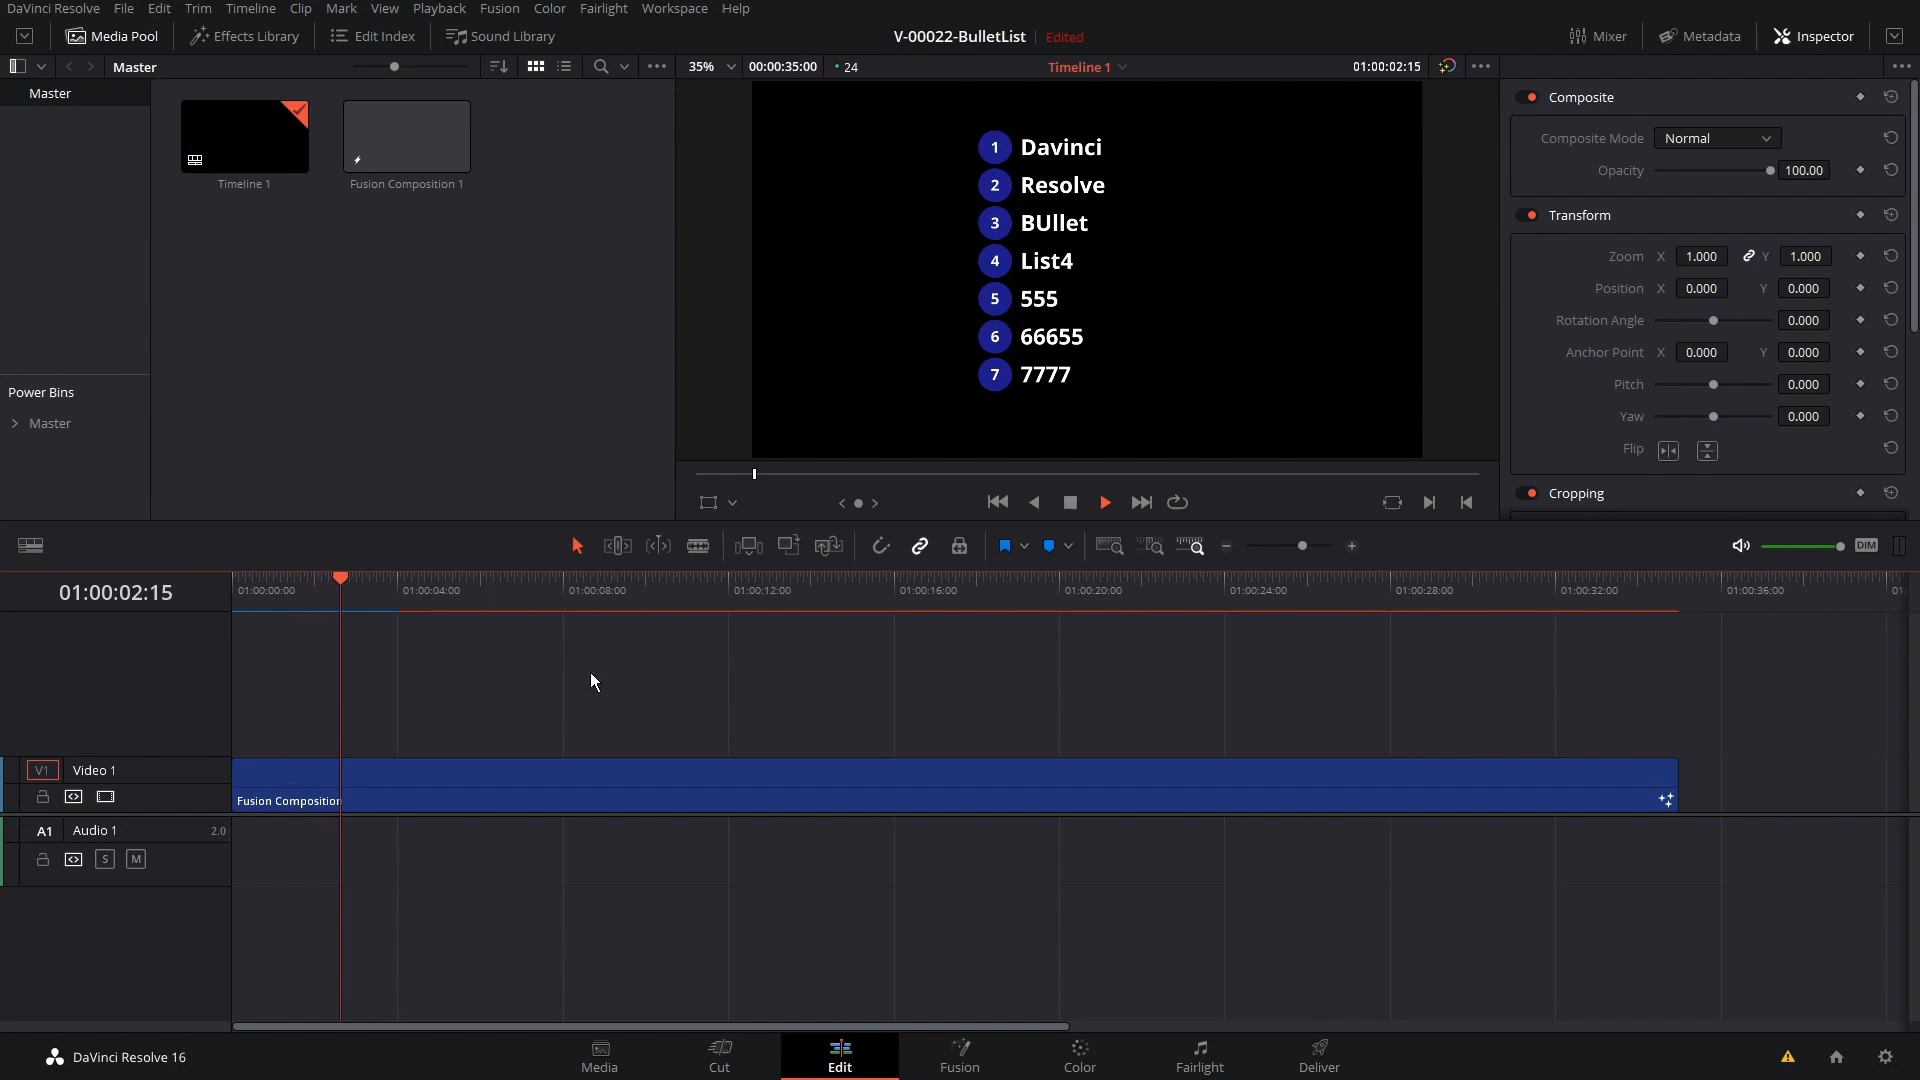 DaVinci Resolve File Edit Trim Timeline Clip Mark View Playback Fusion Color Fairlight Workspace Help
Media Pool Effects Library Edit Index Sound Library V-00022-BulletList Edited Mixer Metadata Inspector
Master 35% 00:00:35:00 24 Timeline 1 01:00:02:15
Master
Timeline 1 Fusion Composition 1
Power Bins
Master
1 Davinci
2 Resolve
3 BUllet
4 List4
5 555
6 66655
7 7777
Composite
Composite Mode Normal
Opacity 100.00
Transform
Zoom X 1.000 Y 1.000
Position X 0.000 Y 0.000
Rotation Angle 0.000
Anchor Point X 0.000 Y 0.000
Pitch 0.000
Yaw 0.000
Flip
Cropping
DIM
01:00:02:15 01:00:00:00 01:00:04:00 01:00:08:00 01:00:12:00 01:00:16:00 01:00:20:00 01:00:24:00 01:00:28:00 01:00:32:00 01:00:36:00 01
V1 Video 1
Fusion Composition
A1 Audio 1 2.0
S M
DaVinci Resolve 16 Media Cut Edit Fusion Color Fairlight Deliver